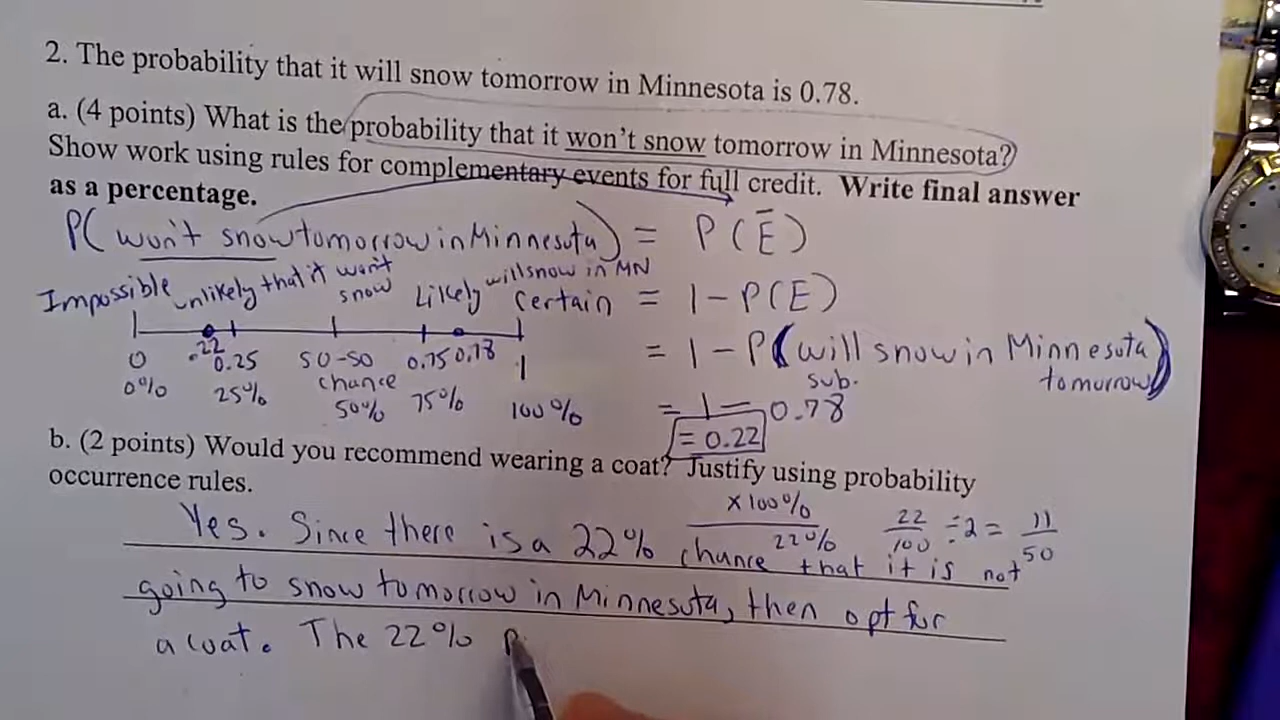 2. The probability that it will snow tomorrow in Minnesota is 0.78.
a. (4 points) What is the probability that it won't snow tomorrow in Minnesota?
Show work using rules for complementary events for full credit. Write final answer
as a percentage.
P( won't snow tomorrow in Minnesota ) = P(Ē)
Impossible unlikely that it won't snow Likely will snow in MN Certain
= 1 - P(E)
0 .22 0.25 50-50 chance 0.75 0.78 1
0% 25% 50% 75% 100%
= 1 - P( will snow in Minnesota tomorrow )
sub.
= 1 - 0.78
= 0.22
b. (2 points) Would you recommend wearing a coat? Justify using probability
occurrence rules.
x 100%
22%
22/100 ÷ 2 = 11/50
Yes. Since there is a 22% chance that it is not
going to snow tomorrow in Minnesota, then opt for
a coat. The 22%